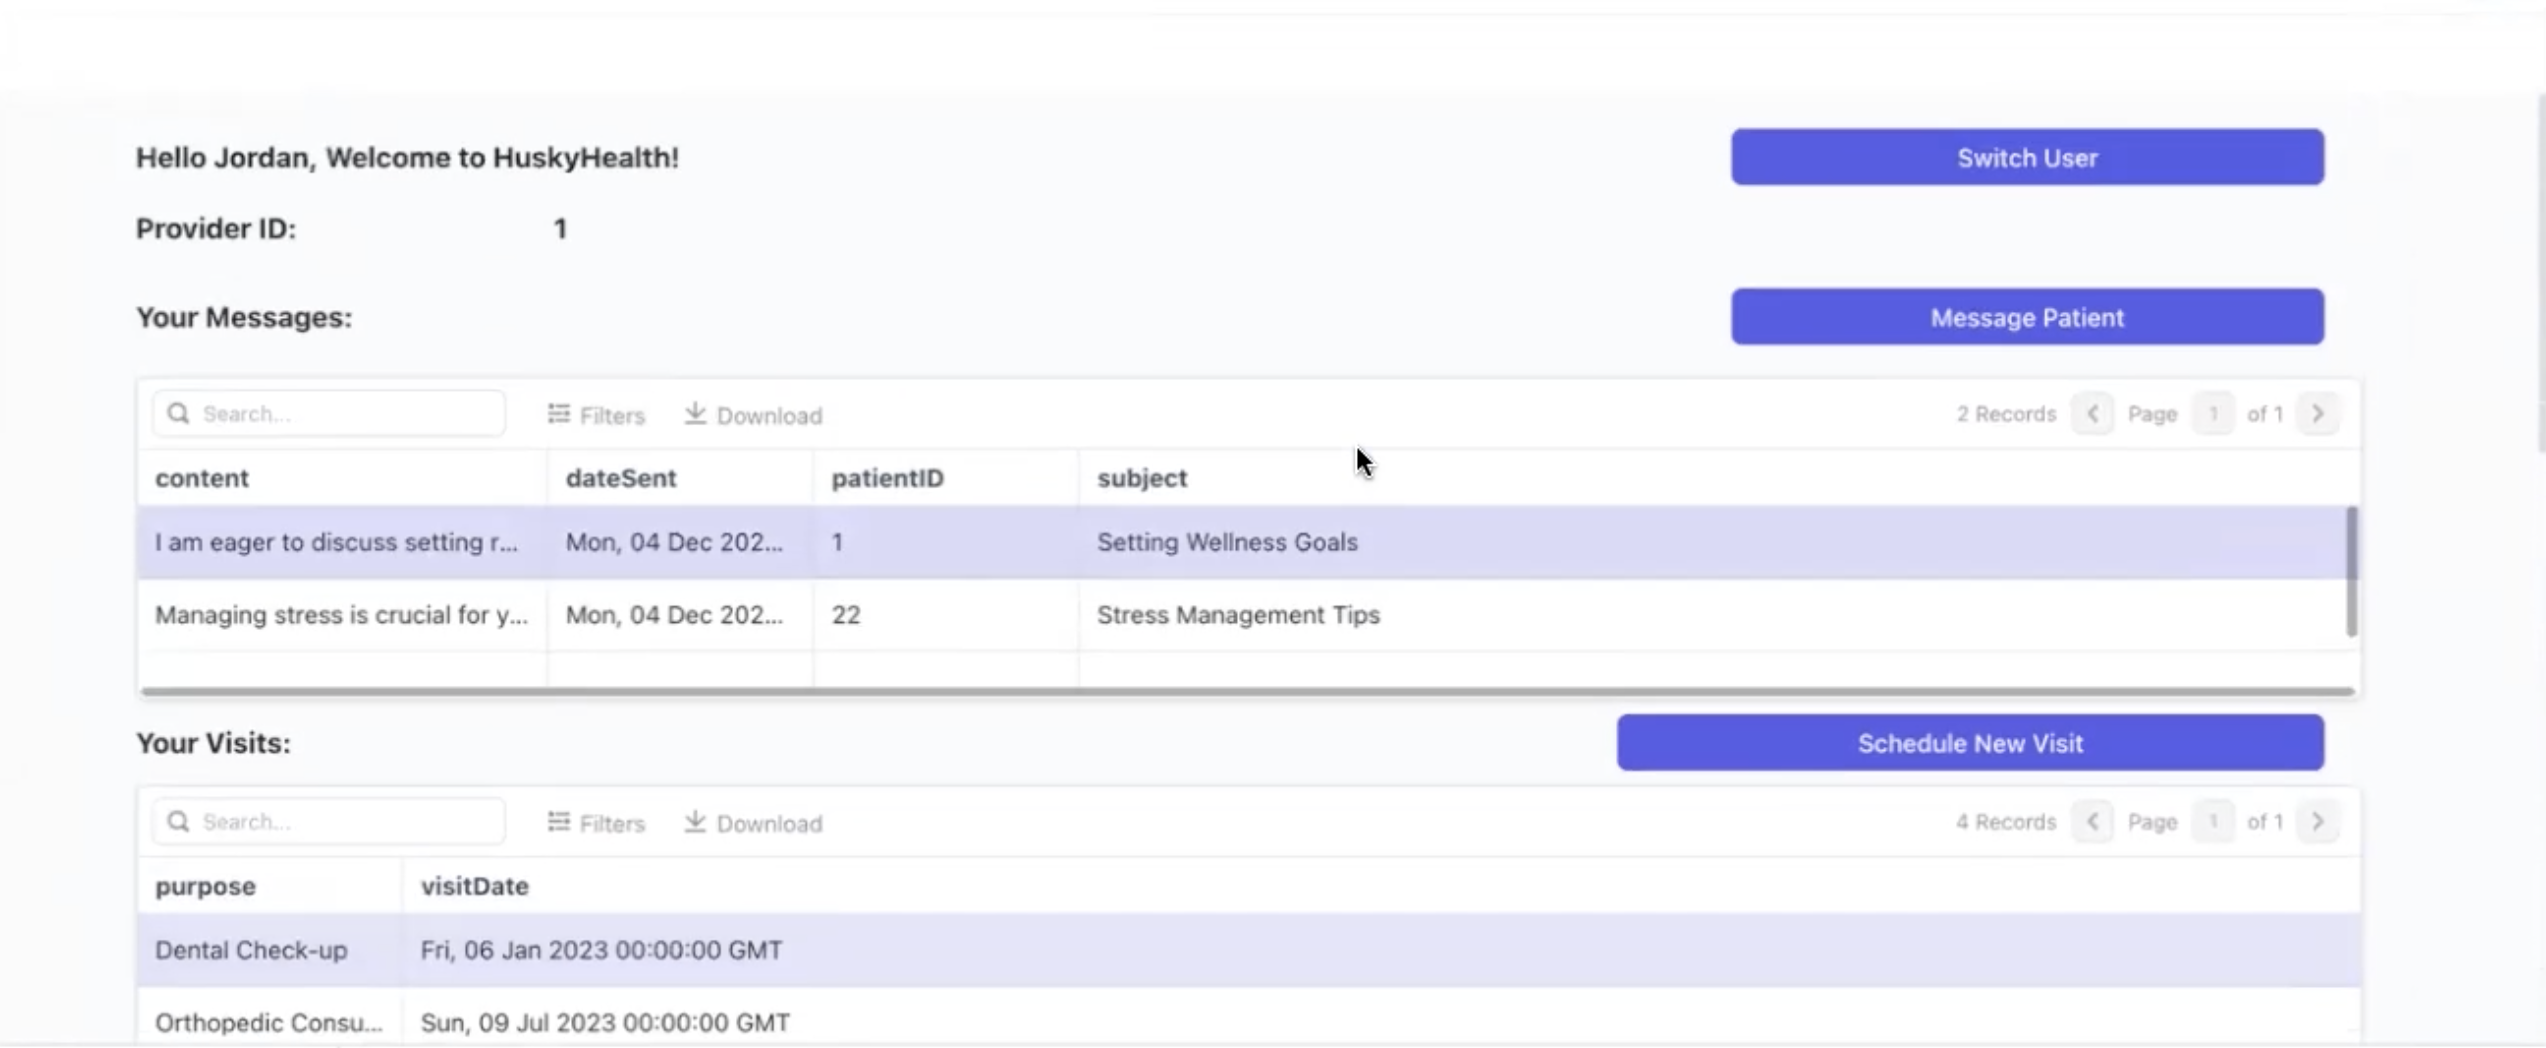 Hello Jordan, Welcome to HuskyHealth! Switch User
Provider ID: 1
Your Messages: Message Patient
Search... Filters Download 2 Records Page 1 of 1
content dateSent patientID subject
I am eager to discuss setting r... Mon, 04 Dec 202... 1 Setting Wellness Goals
Managing stress is crucial for y... Mon, 04 Dec 202... 22 Stress Management Tips
Your Visits: Schedule New Visit
Search... Filters Download 4 Records Page 1 of 1
purpose visitDate
Dental Check-up Fri, 06 Jan 2023 00:00:00 GMT
Orthopedic Consu... Sun, 09 Jul 2023 00:00:00 GMT